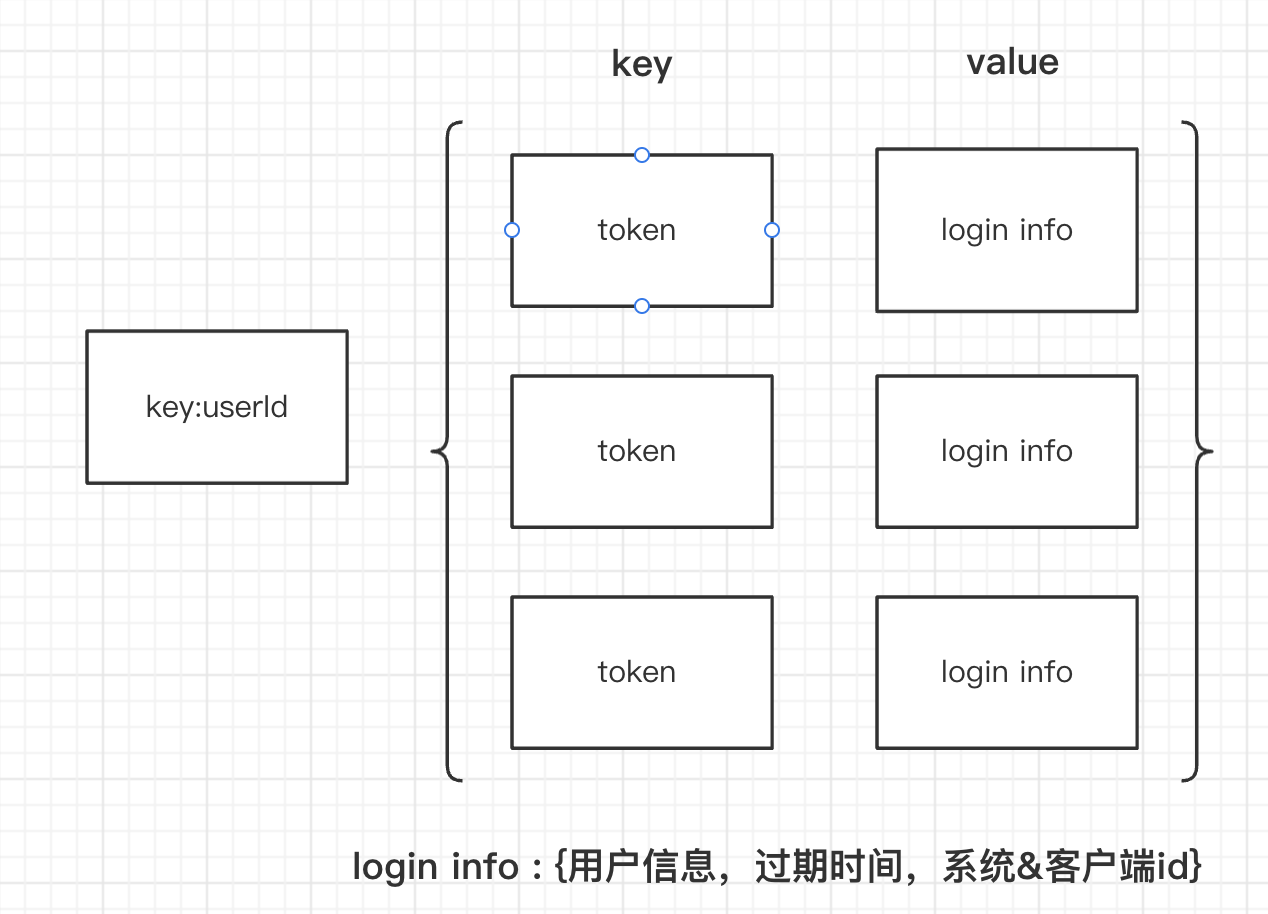 key
value
token
login info
key:userId
token
login info
token
login info
login info : {用户信息，过期时间，系统&客户端id}